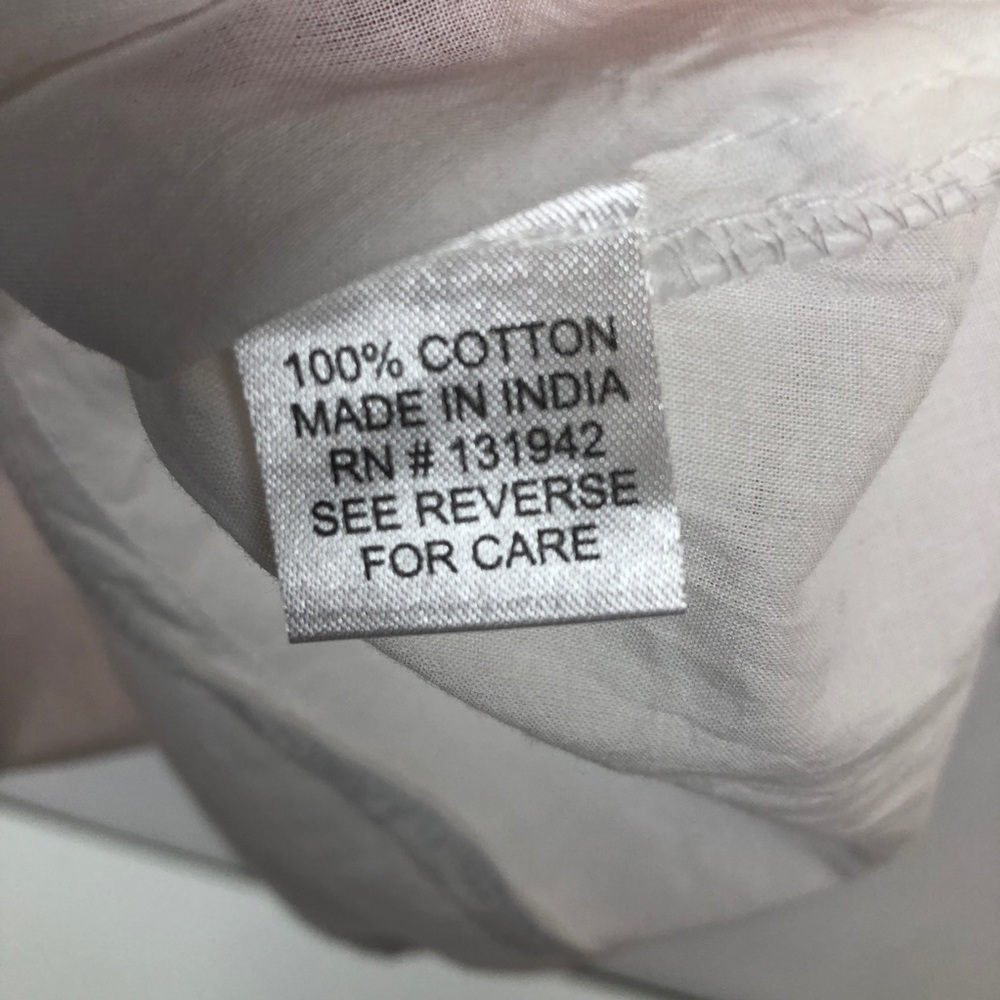 100% COTTON
MADE IN INDIA
RN # 131942
SEE REVERSE
FOR CARE